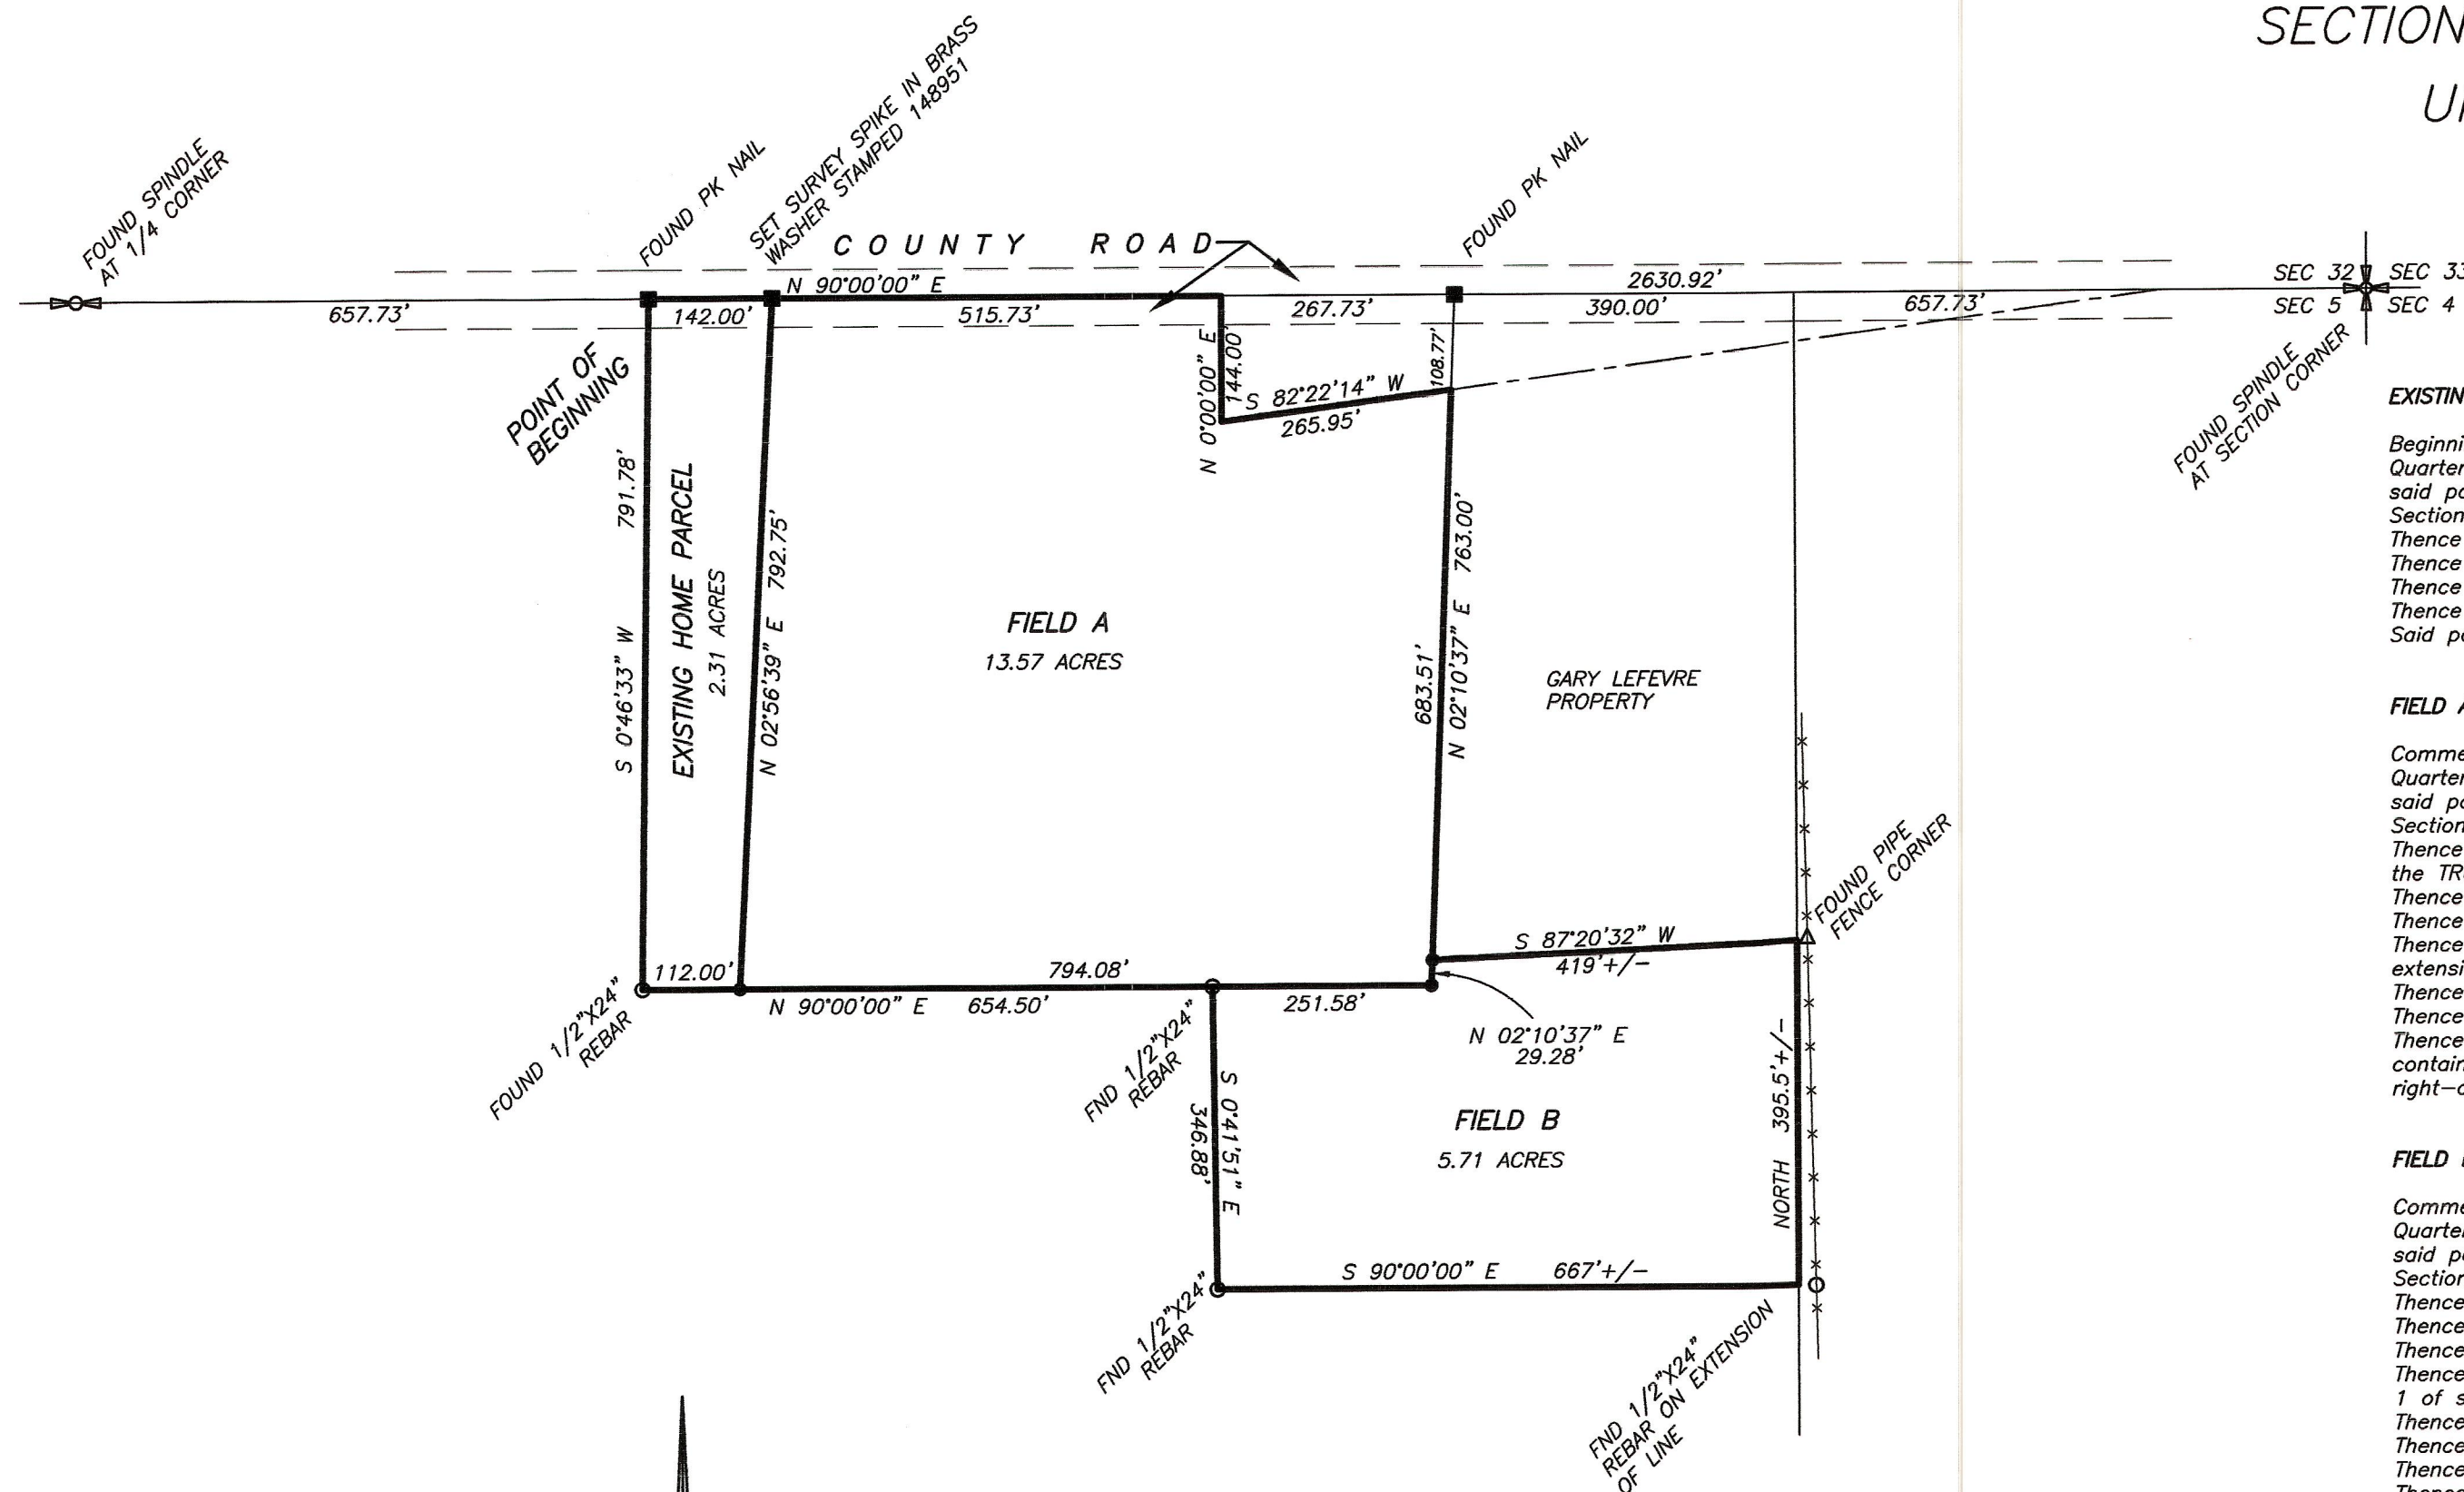 SECTION
FOUND SPINDLE
AT 1/4 CORNER
FOUND PK NAIL
SET SURVEY SPIKE IN BRASS
WASHER STAMPED 148951
FOUND PK NAIL
COUNTY ROAD
N 90°00'00" E
2630.92'
SEC 32
SEC 33
657.73'
142.00'
515.73'
267.73'
390.00'
657.73'
SEC 5
SEC 4
POINT OF
BEGINNING
N 0°00'00" E
144.00'
108.77'
S 82°22'14" W
265.95'
FOUND SPINDLE
AT SECTION CORNER
S 0°46'33" W 791.78'
EXISTING HOME PARCEL
2.31 ACRES
N 02°56'39" E 792.75'
FIELD A
13.57 ACRES
683.51'
N 02°10'37" E 763.00'
GARY LEFEVRE
PROPERTY
FOUND PIPE
FENCE CORNER
S 87°20'32" W
419'+/-
112.00'
794.08'
N 90°00'00" E 654.50'
251.58'
N 02°10'37" E
29.28'
FOUND 1/2"X24"
REBAR
FND 1/2"X24"
REBAR
S 0°41'51" E
346.88'
FIELD B
5.71 ACRES
NORTH 395.5'+/-
S 90°00'00" E 667'+/-
FND 1/2"X24"
REBAR
FND 1/2"X24"
REBAR ON EXTENSION
OF LINE
EXISTIN
Beginni
Quarter
said pa
Section
Thence
Thence
Thence
Thence
Said pa
FIELD A
Comme
Quarter
said pa
Section
Thence
the TR
Thence
Thence
Thence
extensi
Thence
Thence
Thence
contain
right-o
FIELD
Comme
Quarter
said pa
Section
Thence
Thence
Thence
Thence
1 of s
Thence
Thence
Thence